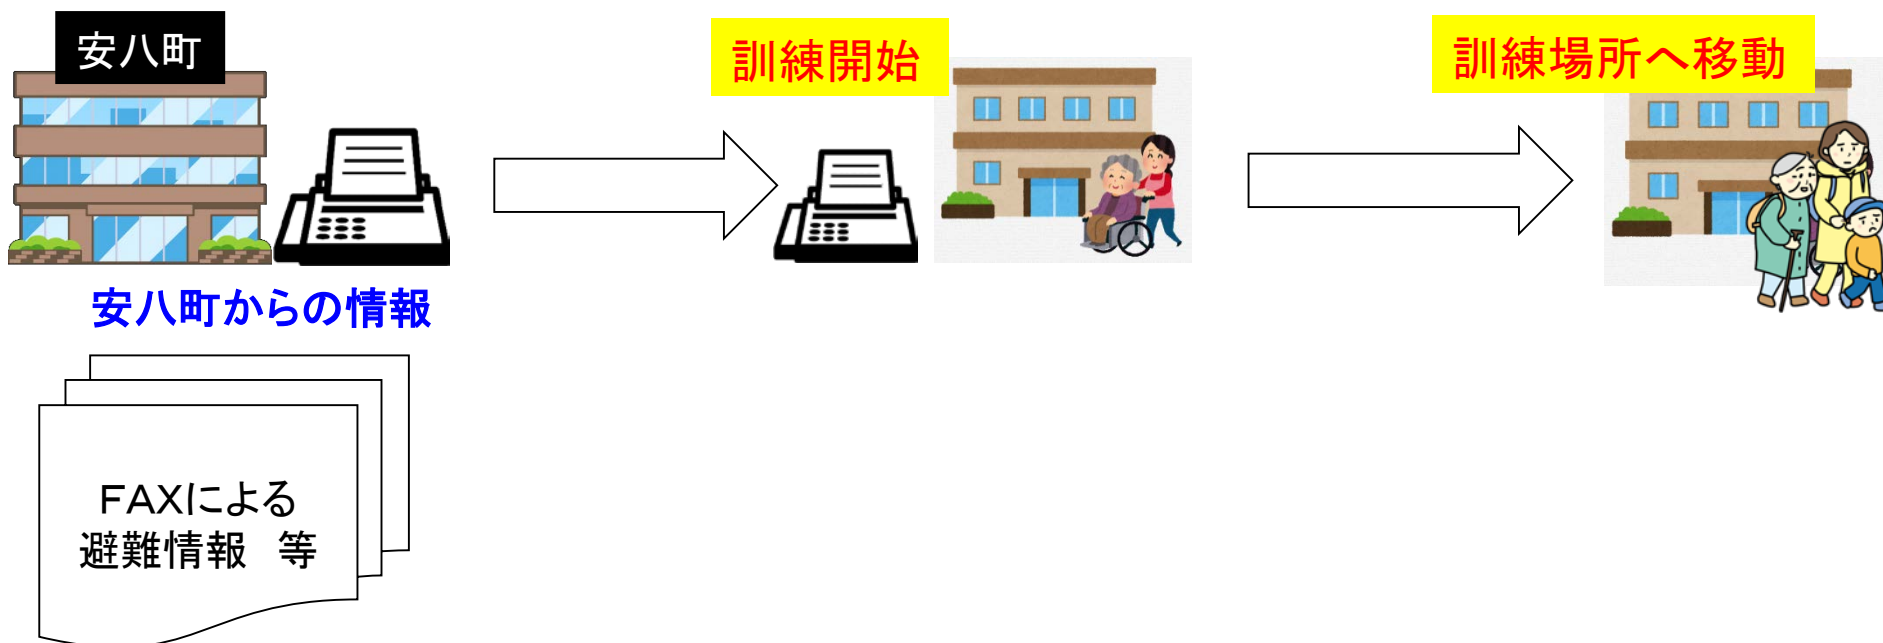 安八町
訓練開始
訓練場所へ移動
安八町からの情報
FAXによる
避難情報　等